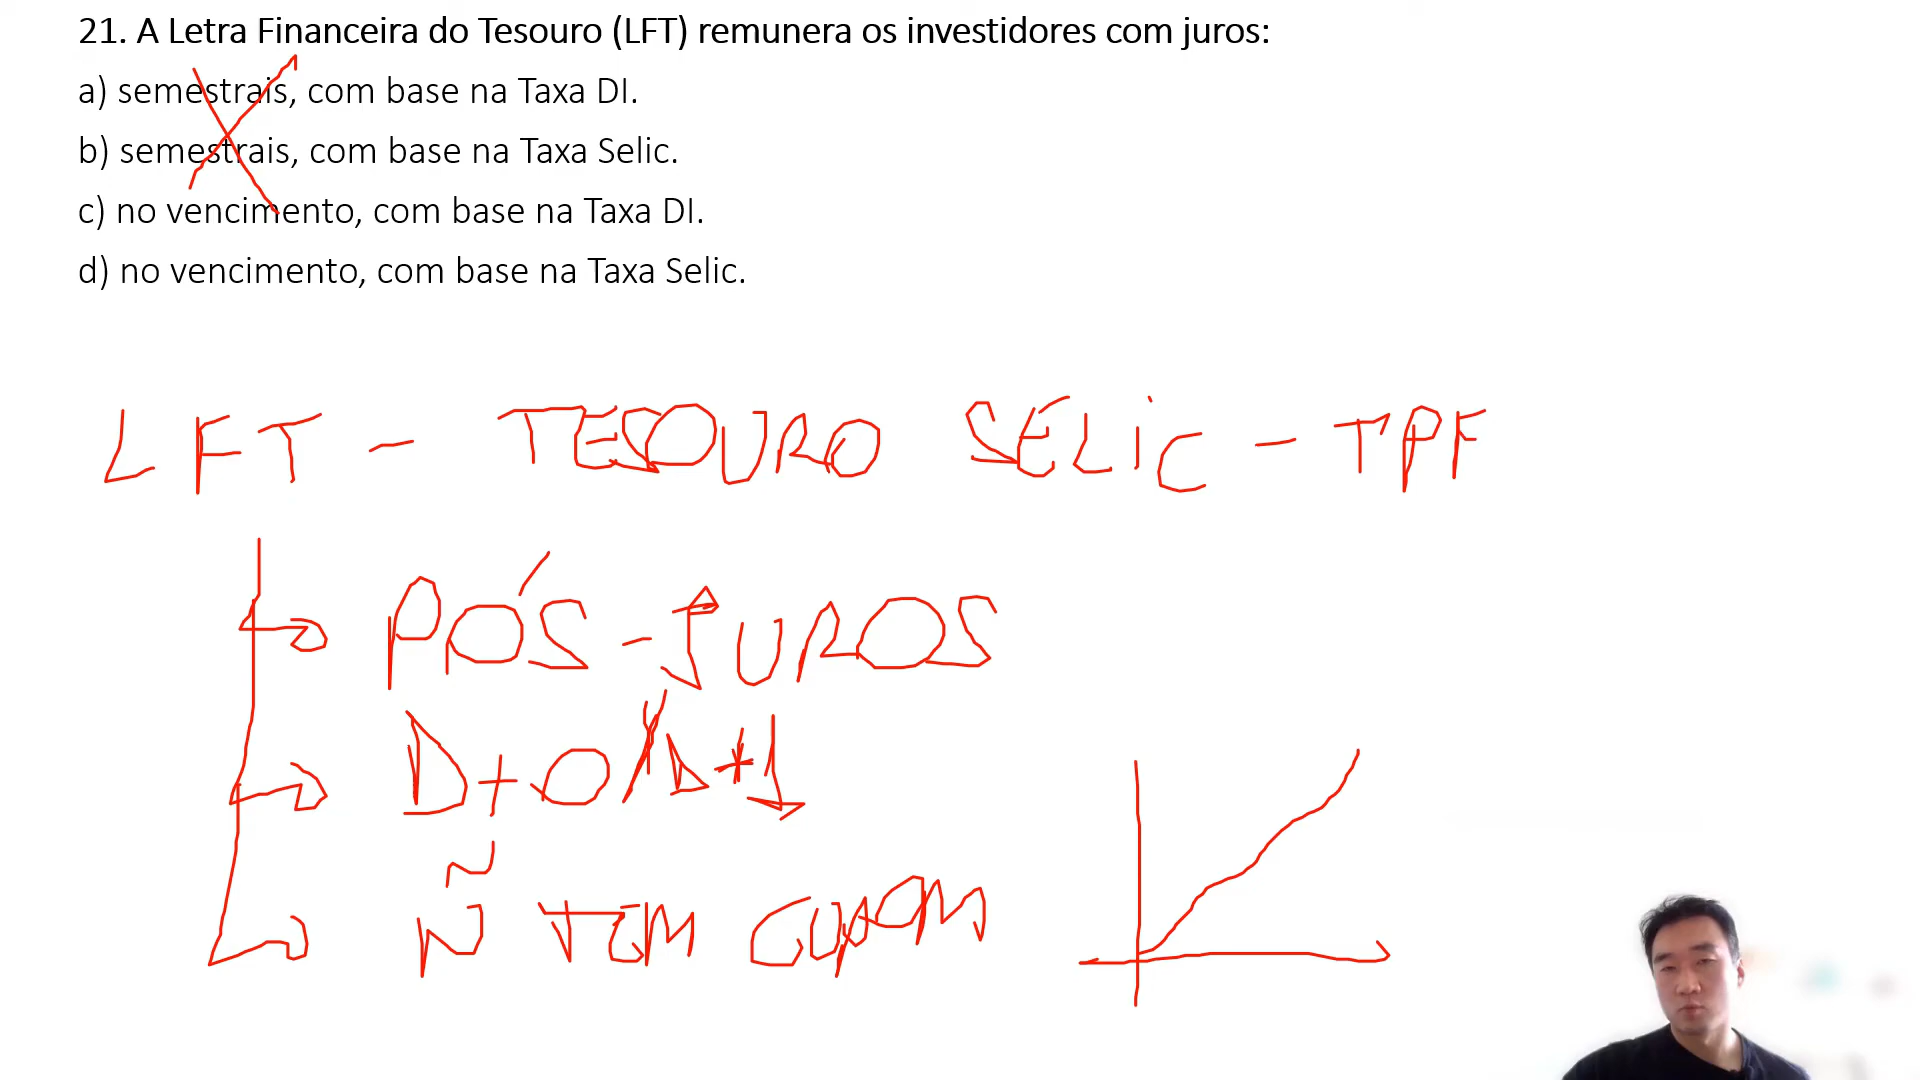 21. A Letra Financeira do Tesouro (LFT) remunera os investidores com juros:
a) semestrais, com base na Taxa DI.
b) semestrais, com base na Taxa Selic.
c) no vencimento, com base na Taxa DI.
d) no vencimento, com base na Taxa Selic.
LFT - TESOURO SELiC - TPF
PÓS - JUROS
D+0/D+1
Ñ TEM CUPOM